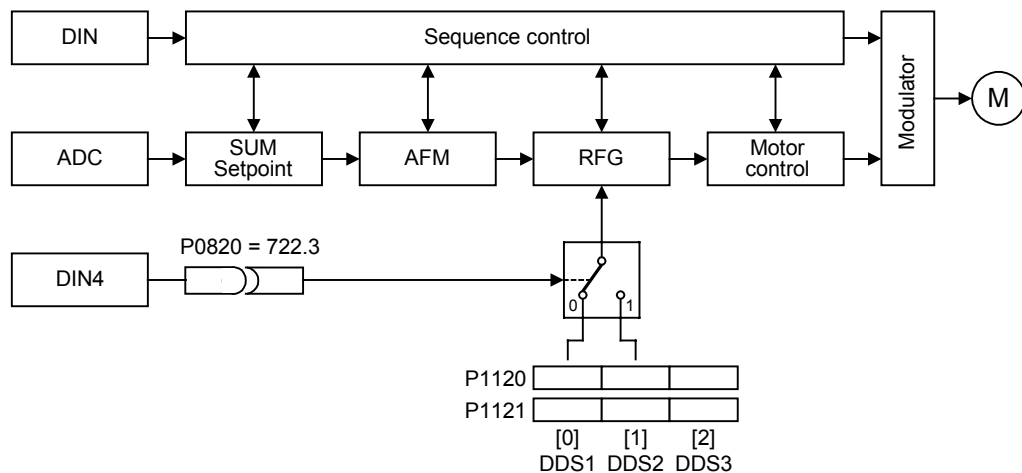 DIN
Sequence control
Modulator
M
ADC
SUM
Setpoint
AFM
RFG
Motor
control
P0820 = 722.3
DIN4
0
1
P1120
P1121
[0] [1] [2]
DDS1 DDS2 DDS3